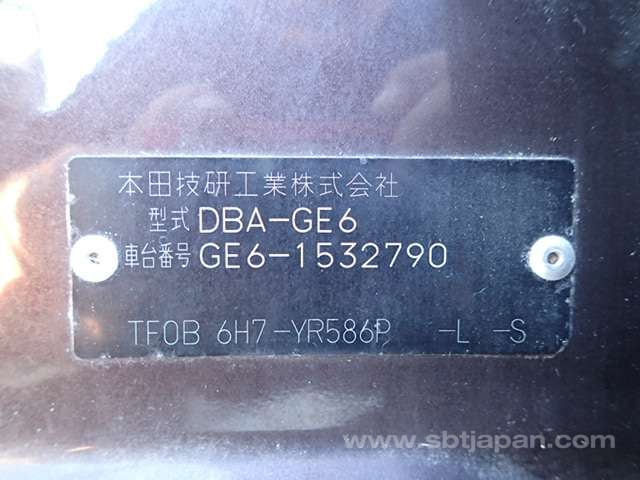 本田技研工業株式会社
型式 DBA-GE6
車台番号 GE6-1532790
TF0B 6H7-YR586P -L -S
www.sbtjapan.com